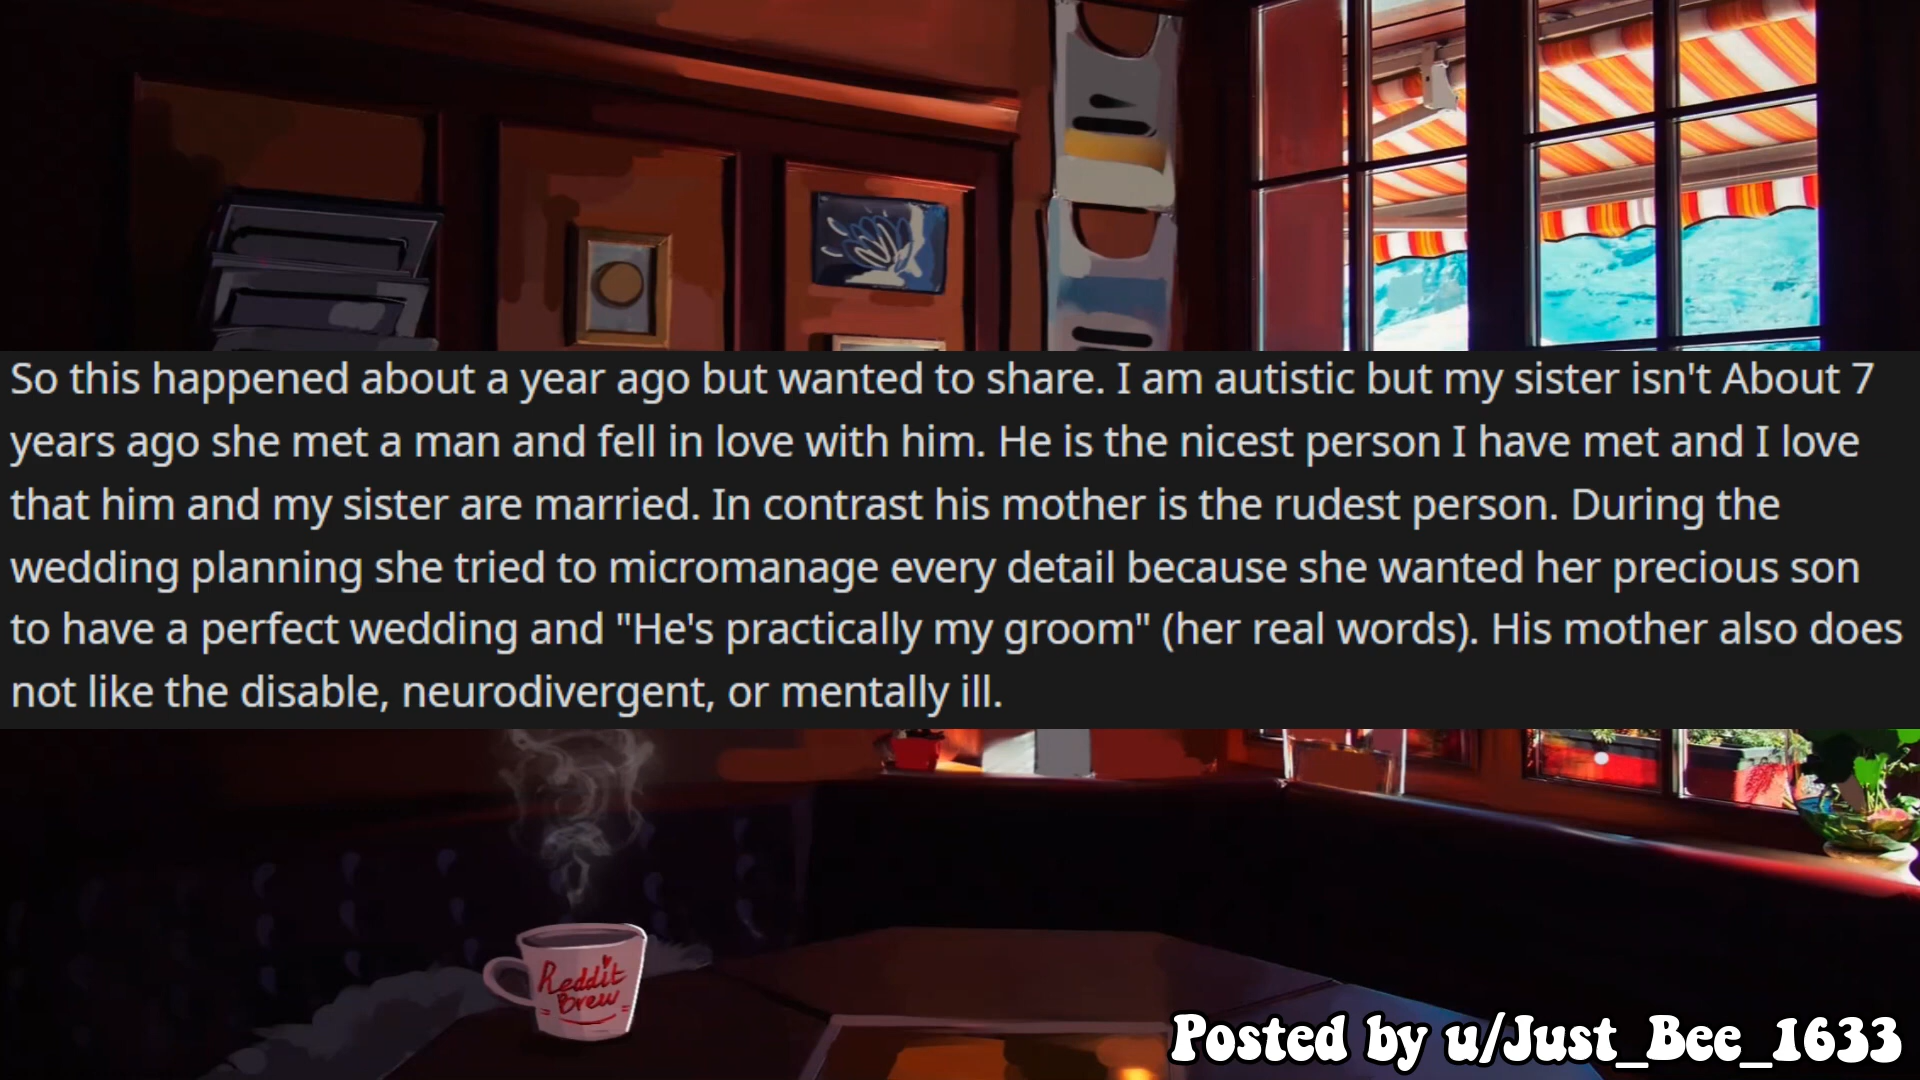 So this happened about a year ago but wanted to share. I am autistic but my sister isn't About 7
years ago she met a man and fell in love with him. He is the nicest person I have met and I love
that him and my sister are married. In contrast his mother is the rudest person. During the
wedding planning she tried to micromanage every detail because she wanted her precious son
to have a perfect wedding and "He's practically my groom" (her real words). His mother also does
not like the disable, neurodivergent, or mentally ill.
Reddit
Brew
Posted by u/Just_Bee_1633